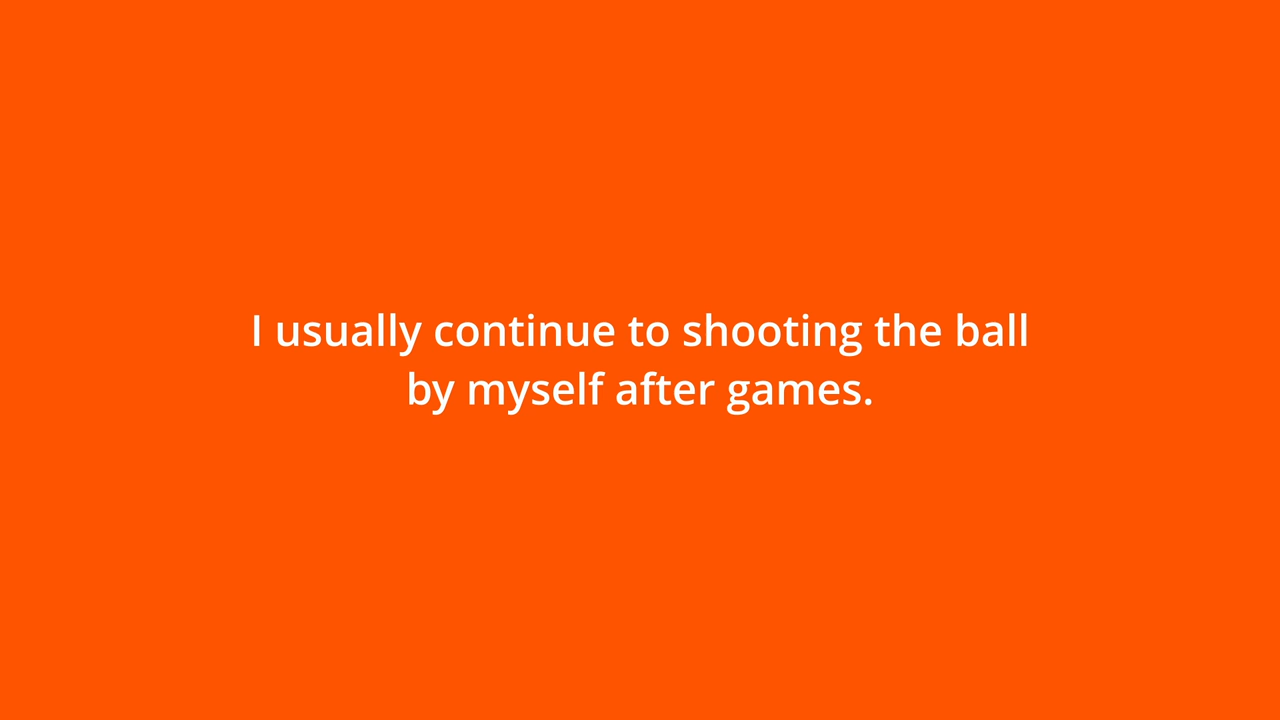 I usually continue to shooting the ball
by myself after games.